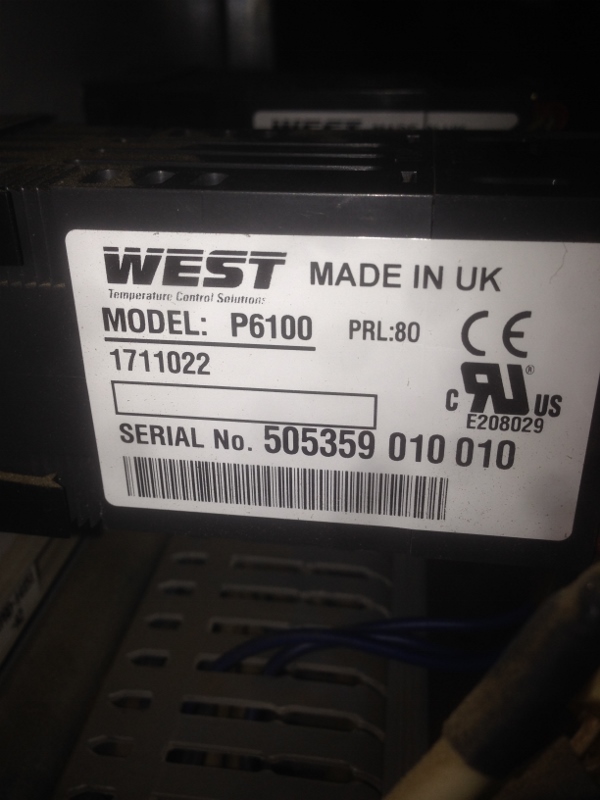 WEST MADE IN UK
Temperature Control Solutions
MODEL: P6100 PRL:80
1711022
CE
C RU ® US
E208029
SERIAL No. 505359 010 010